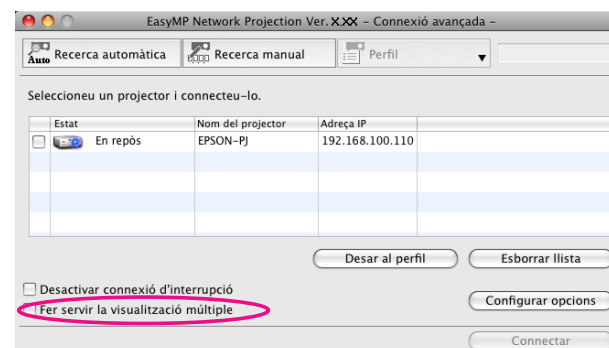 EasyMP Network Projection Ver. X.XX – Connexió avançada –
Auto Recerca automàtica Recerca manual Perfil
Seleccioneu un projector i connecteu-lo.
Estat Nom del projector Adreça IP
En repòs EPSON-PJ 192.168.100.110
Desar al perfil Esborrar llista
Desactivar connexió d'interrupció
Configurar opcions
Fer servir la visualització múltiple
Connectar